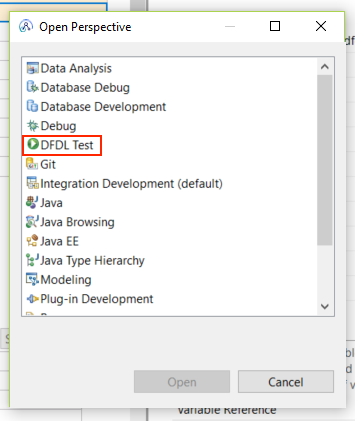 Open Perspective
Data Analysis
Database Debug
Database Development
Debug
DFDL Test
Git
Integration Development (default)
Java
Java Browsing
Java EE
Java Type Hierarchy
Modeling
Plug-in Development
Open
Cancel
Variable Reference